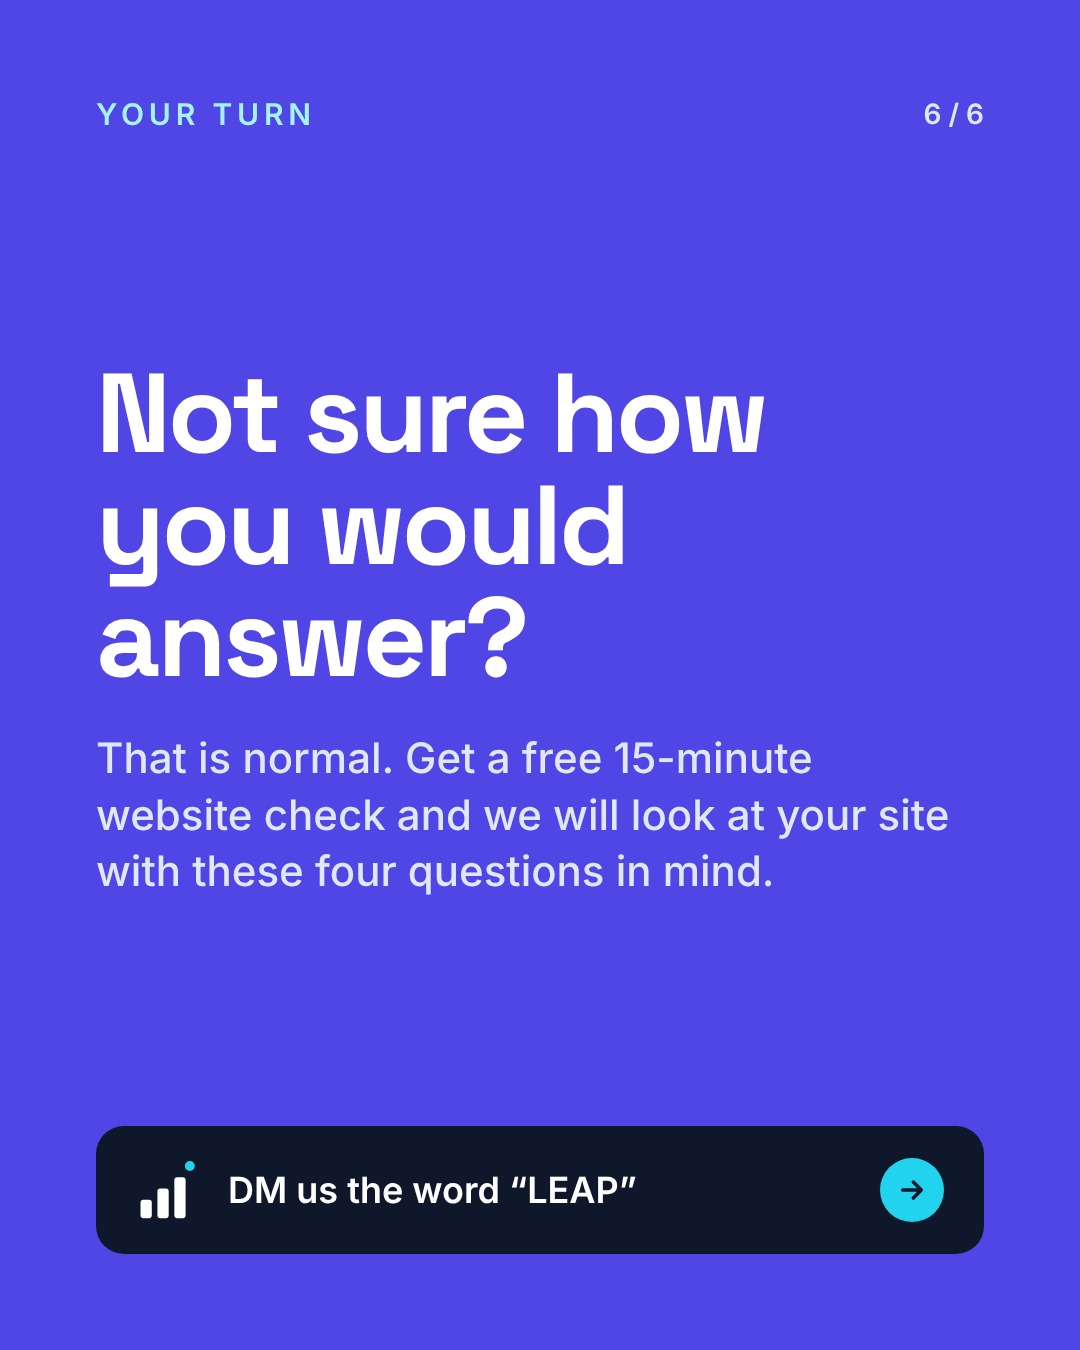 YOUR TURN
6 / 6
Not sure how
you would
answer?
That is normal. Get a free 15-minute
website check and we will look at your site
with these four questions in mind.
DM us the word “LEAP”